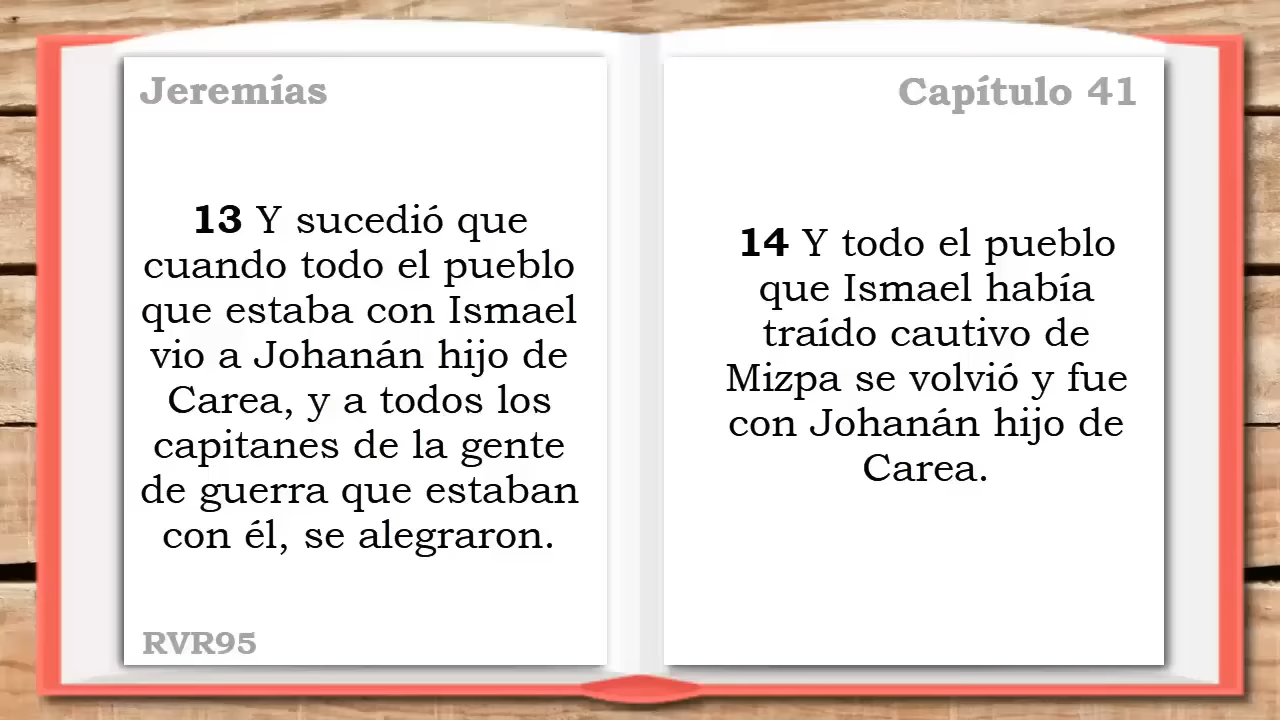 Jeremías
13 Y sucedió que
cuando todo el pueblo
que estaba con Ismael
vio a Johanán hijo de
Carea, y a todos los
capitanes de la gente
de guerra que estaban
con él, se alegraron.
RVR95
Capítulo 41
14 Y todo el pueblo
que Ismael había
traído cautivo de
Mizpa se volvió y fue
con Johanán hijo de
Carea.